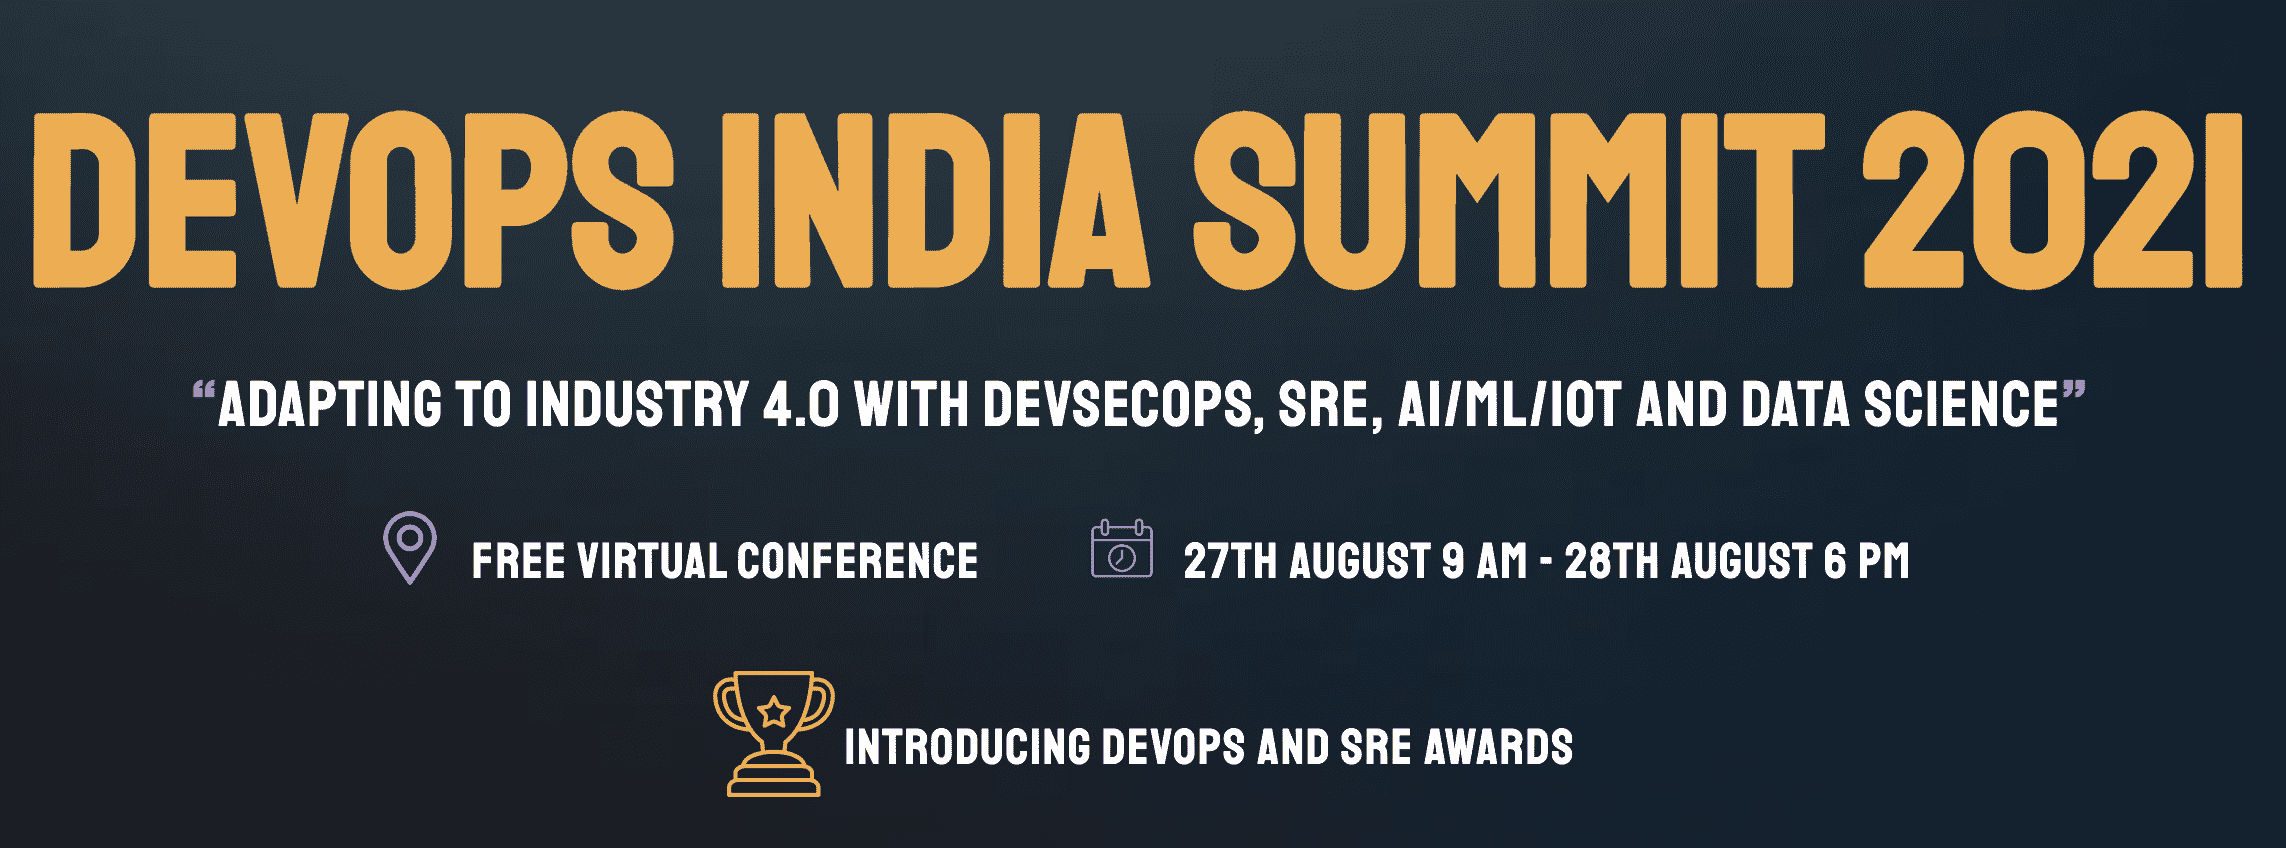 DEVOPS INDIA SUMMIT 2021
“ADAPTING TO INDUSTRY 4.0 WITH DEVSECOPS, SRE, AI/ML/IOT AND DATA SCIENCE”
FREE VIRTUAL CONFERENCE
27TH AUGUST 9 AM - 28TH AUGUST 6 PM
INTRODUCING DEVOPS AND SRE AWARDS